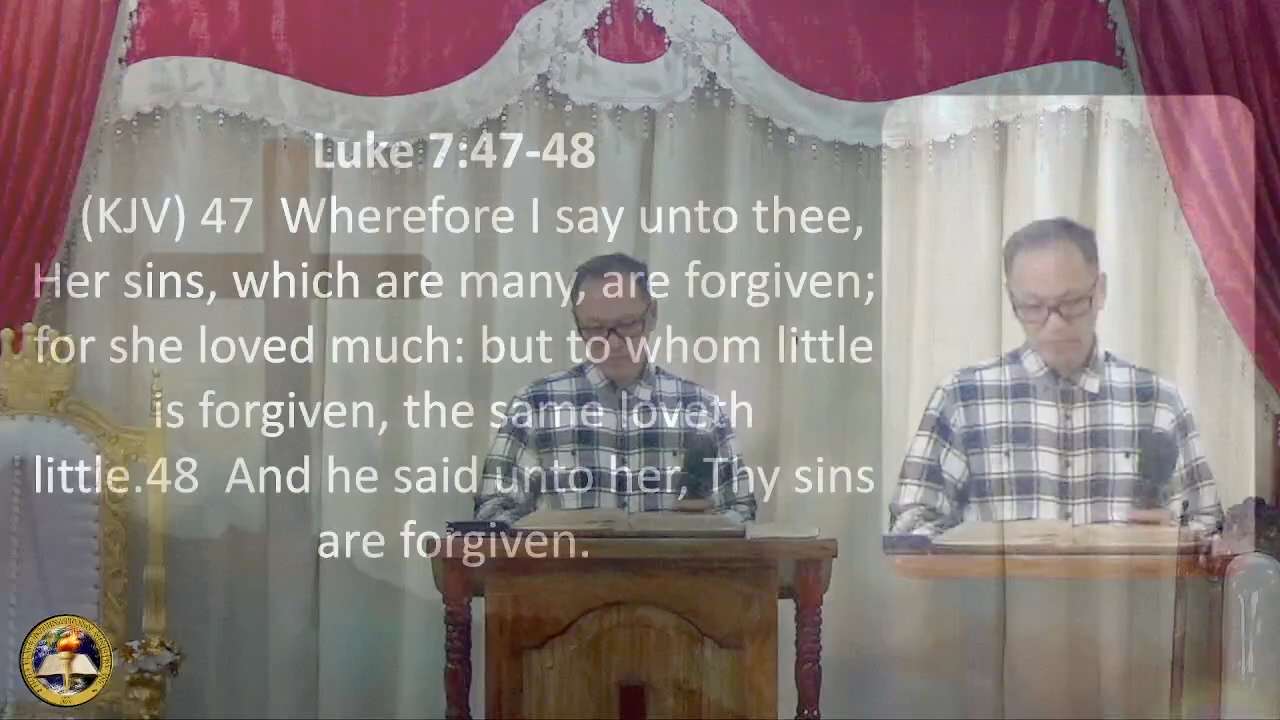 Luke 7:47-48
(KJV) 47 Wherefore I say unto thee,
Her sins, which are many, are forgiven;
for she loved much: but to whom little
is forgiven, the same loveth
little.48 And he said unto her, Thy sins
are forgiven.